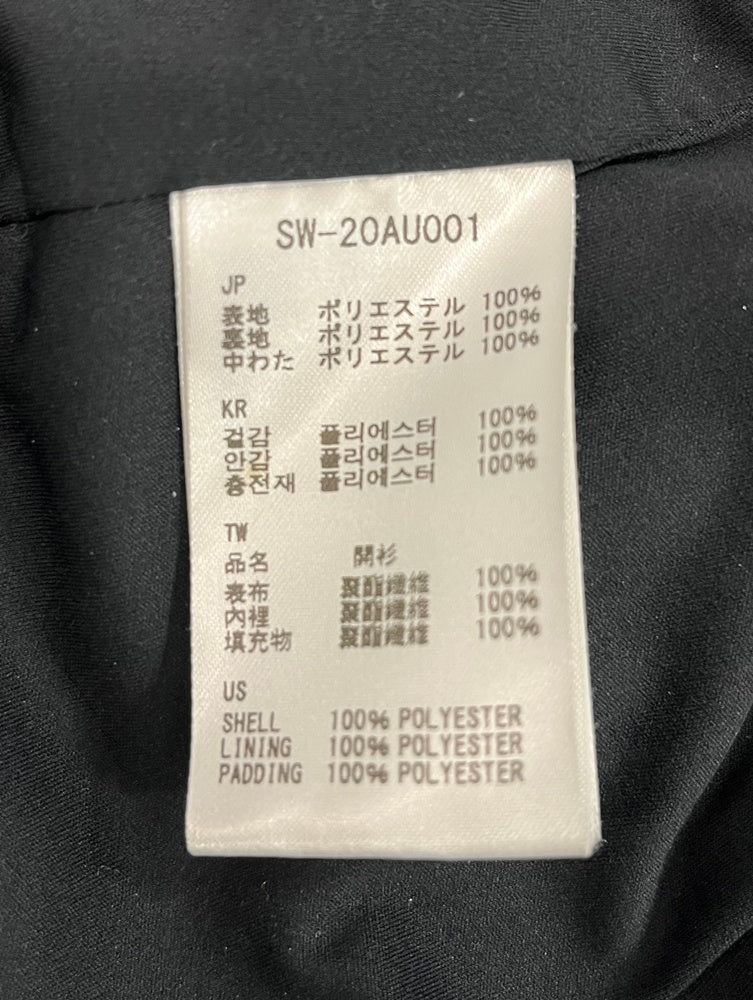 SW-20AU001
JP
表地 ポリエステル 100%
裏地 ポリエステル 100%
中わた ポリエステル 100%
KR
겉감 폴리에스터 100%
안감 폴리에스터 100%
충전재 폴리에스터 100%
TW
品名 開衫
表布 聚酯纖維 100%
內裡 聚酯纖維 100%
填充物 聚酯纖維 100%
US
SHELL 100% POLYESTER
LINING 100% POLYESTER
PADDING 100% POLYESTER